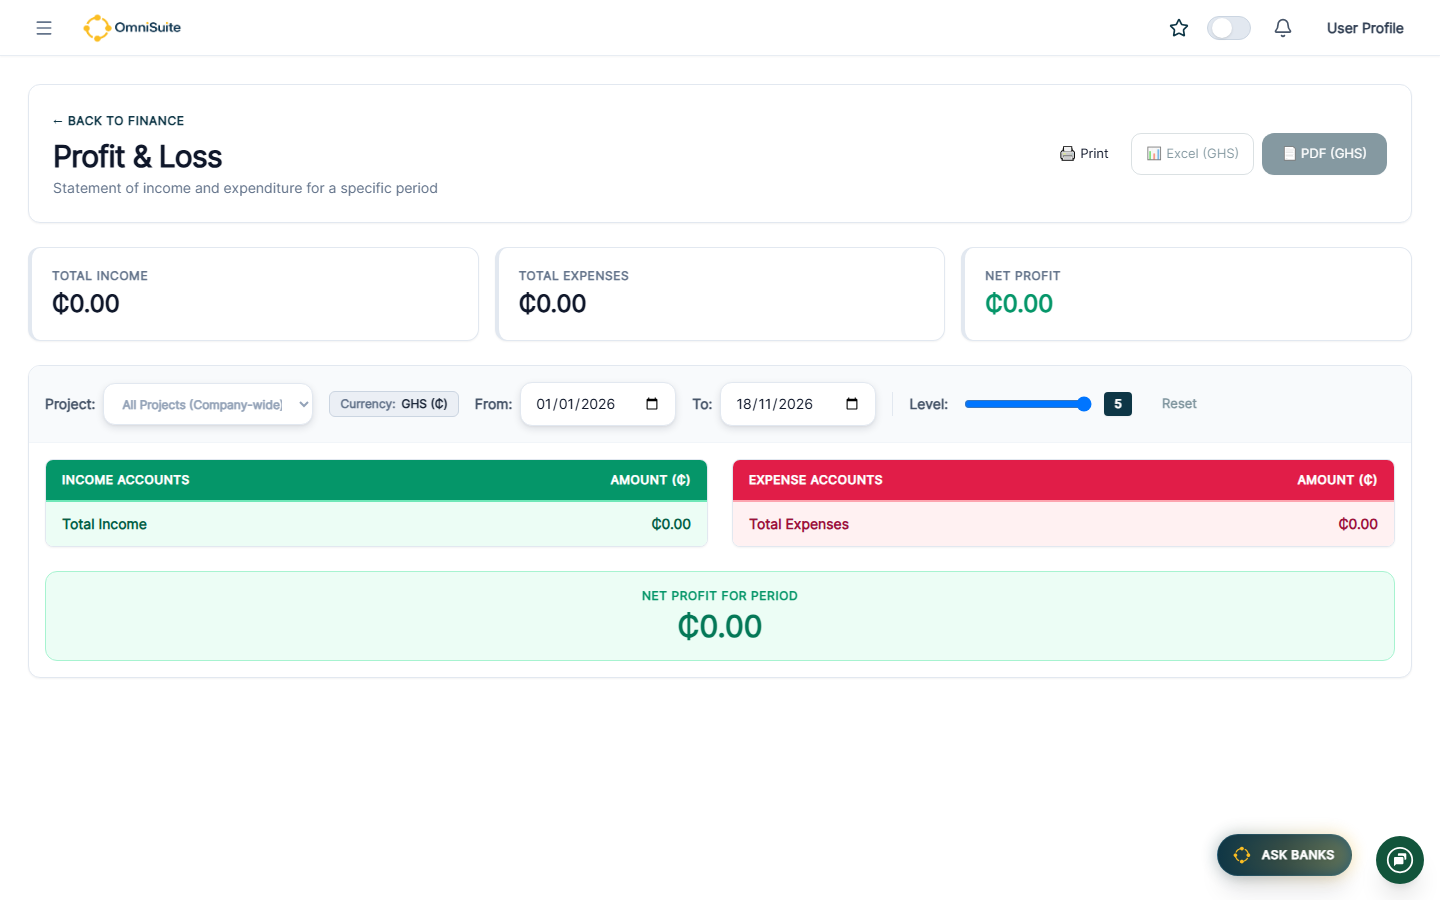 OmniSuite
User Profile
← BACK TO FINANCE
Profit & Loss
Statement of income and expenditure for a specific period
Print
Excel (GHS)
PDF (GHS)
TOTAL INCOME
₵0.00
TOTAL EXPENSES
₵0.00
NET PROFIT
₵0.00
Project: All Projects (Company-wide) Currency: GHS (₵) From: 01/01/2026 To: 18/11/2026 Level: 5 Reset
INCOME ACCOUNTS AMOUNT (₵)
Total Income ₵0.00
EXPENSE ACCOUNTS AMOUNT (₵)
Total Expenses ₵0.00
NET PROFIT FOR PERIOD
₵0.00
ASK BANKS